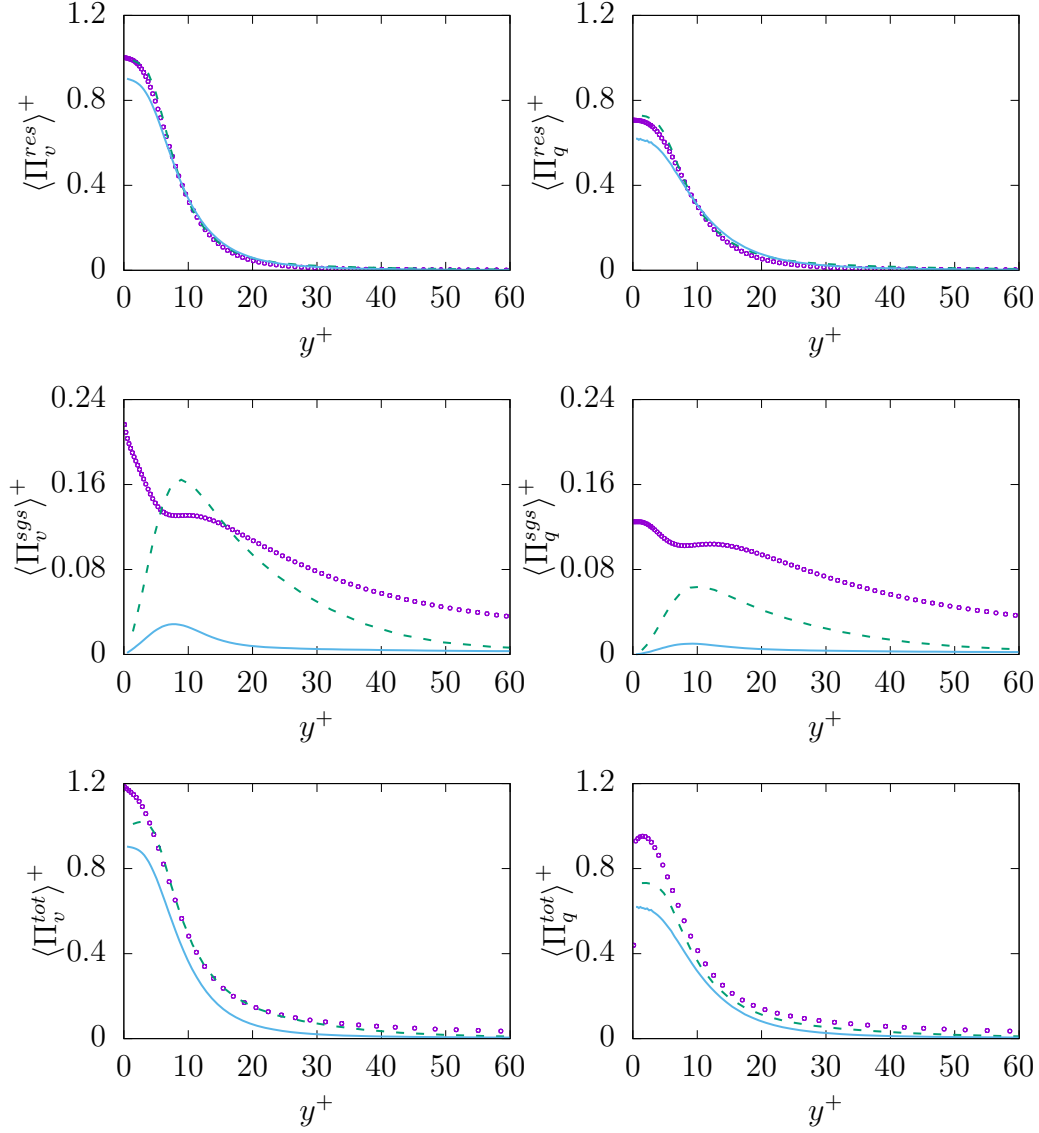 1.2 1.2
0.8 0.8
0.4 0.4
0 0
⟨Π_v^{res}⟩^+ ⟨Π_q^{res}⟩^+
0 10 20 30 40 50 60 0 10 20 30 40 50 60
y^+ y^+
0.24 0.24
0.16 0.16
0.08 0.08
0 0
⟨Π_v^{sgs}⟩^+ ⟨Π_q^{sgs}⟩^+
0 10 20 30 40 50 60 0 10 20 30 40 50 60
y^+ y^+
1.2 1.2
0.8 0.8
0.4 0.4
0 0
⟨Π_v^{tot}⟩^+ ⟨Π_q^{tot}⟩^+
0 10 20 30 40 50 60 0 10 20 30 40 50 60
y^+ y^+